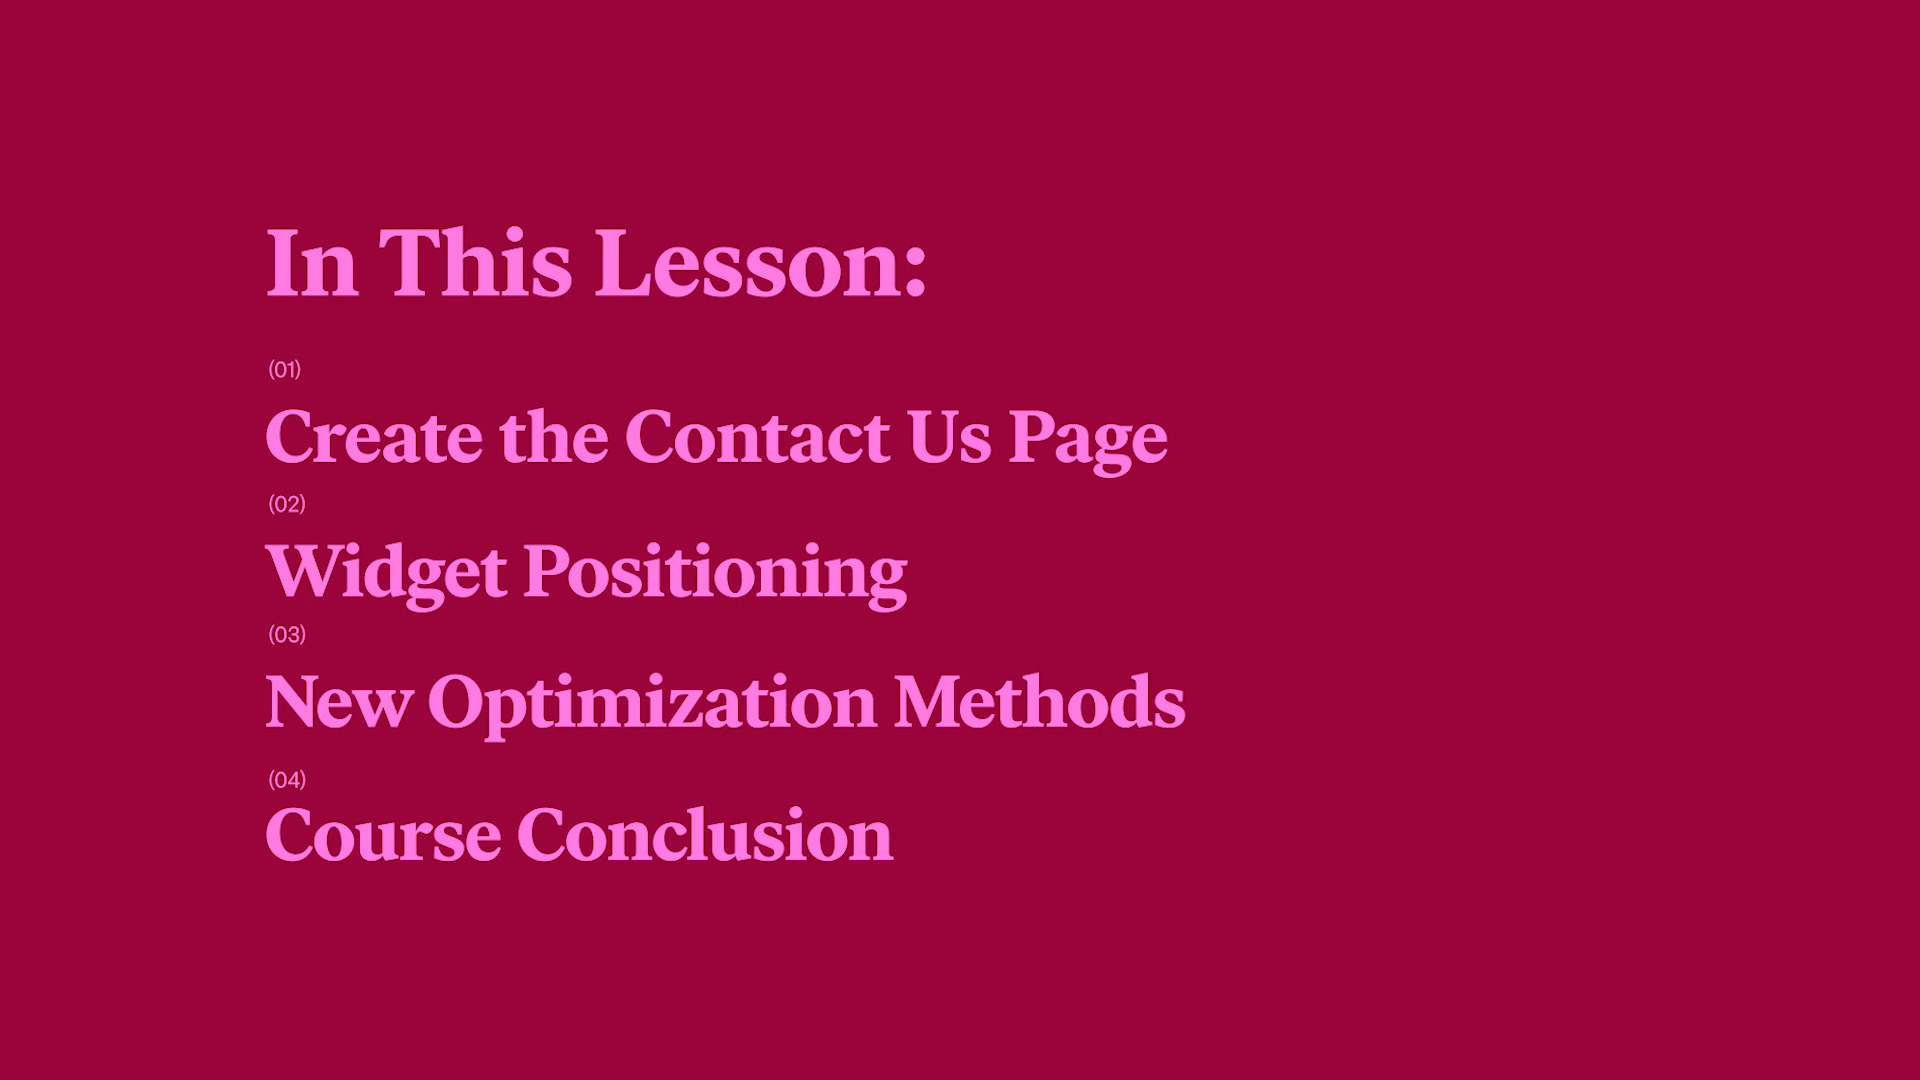 In This Lesson:
(01)
Create the Contact Us Page
(02)
Widget Positioning
(03)
New Optimization Methods
(04)
Course Conclusion